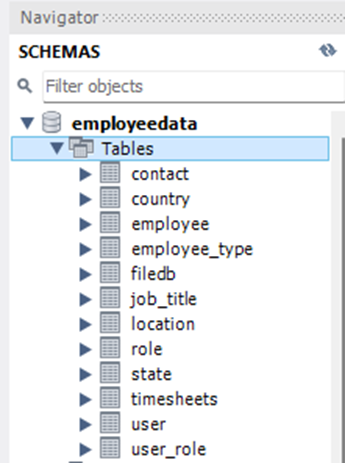 Navigator
SCHEMAS
Filter objects
employeedata
Tables
contact
country
employee
employee_type
filedb
job_title
location
role
state
timesheets
user
user_role